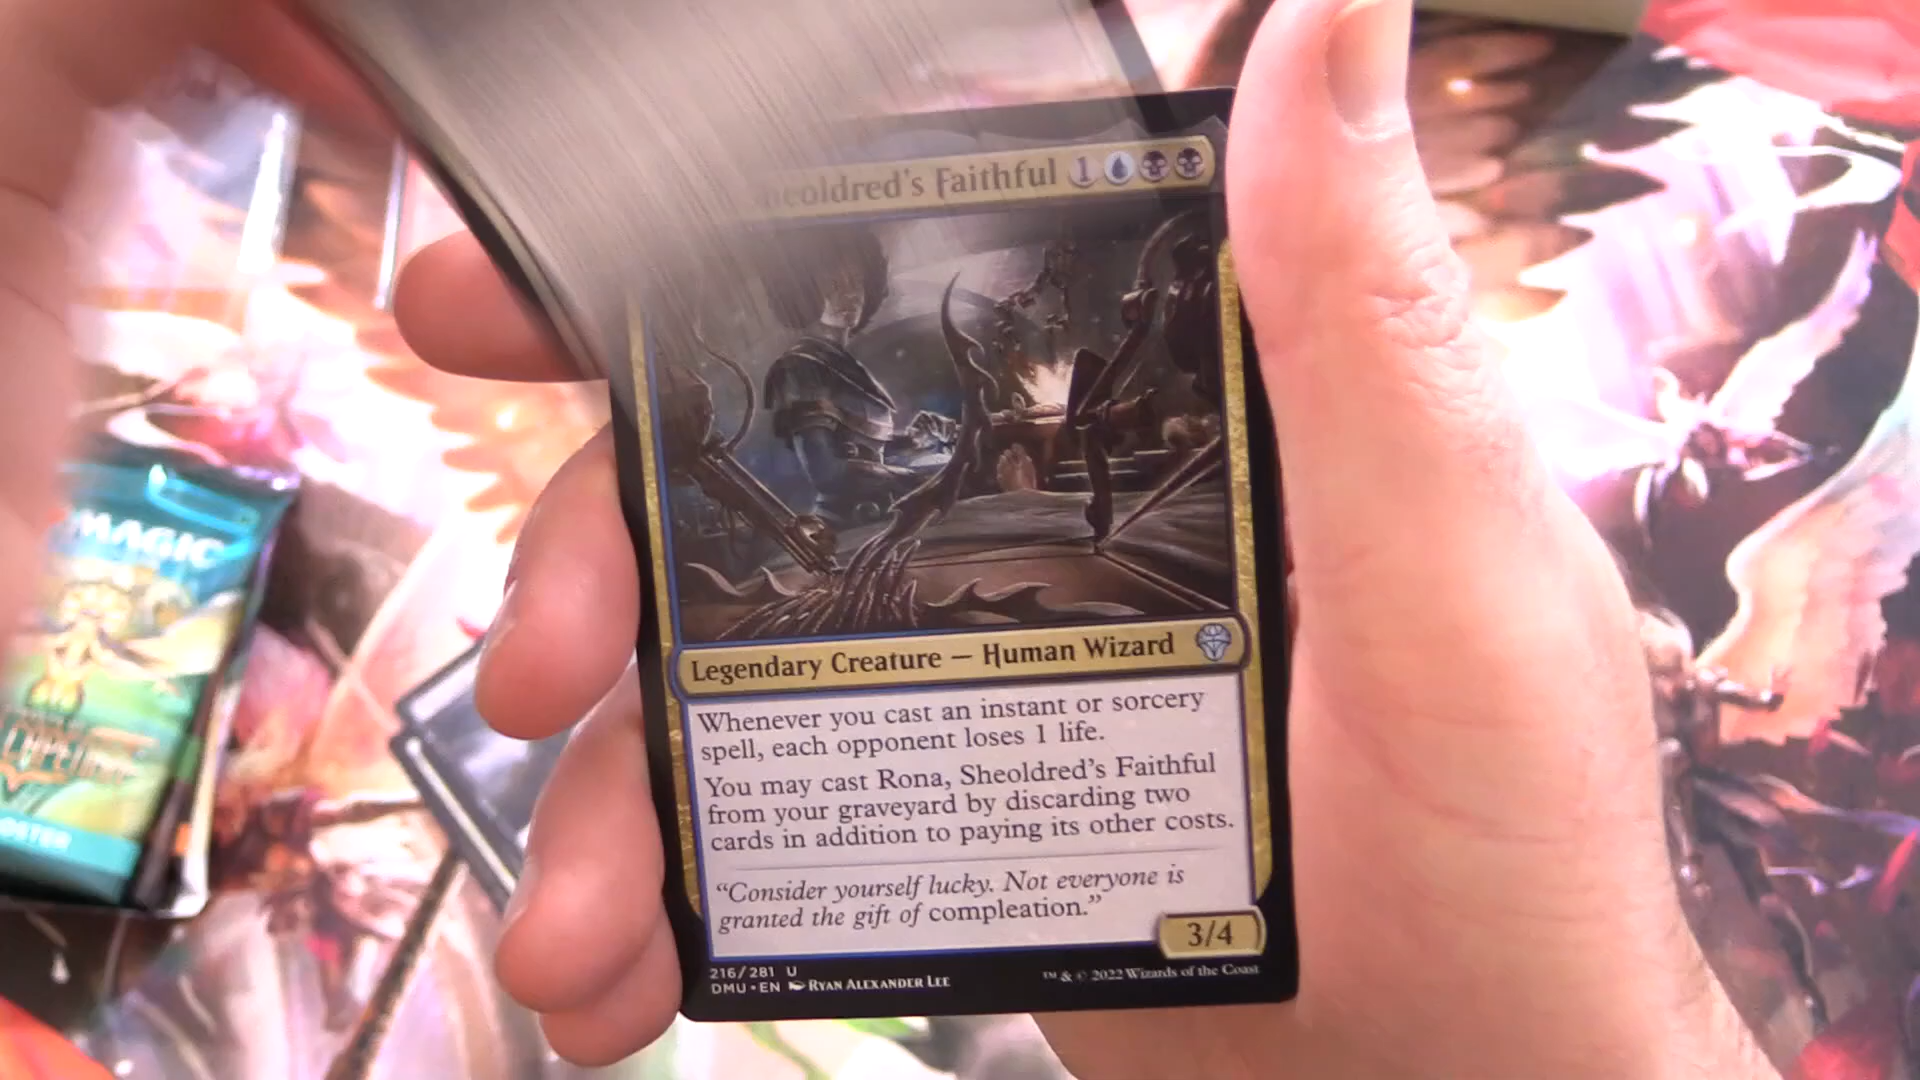 Sheoldred's Faithful 1
Legendary Creature — Human Wizard
Whenever you cast an instant or sorcery
spell, each opponent loses 1 life.
You may cast Rona, Sheoldred's Faithful
from your graveyard by discarding two
cards in addition to paying its other costs.
“Consider yourself lucky. Not everyone is
granted the gift of compleation.”
3/4
216/281 U
DMU • EN Ryan Alexander Lee
™ & © 2022 Wizards of the Coast
MAGIC